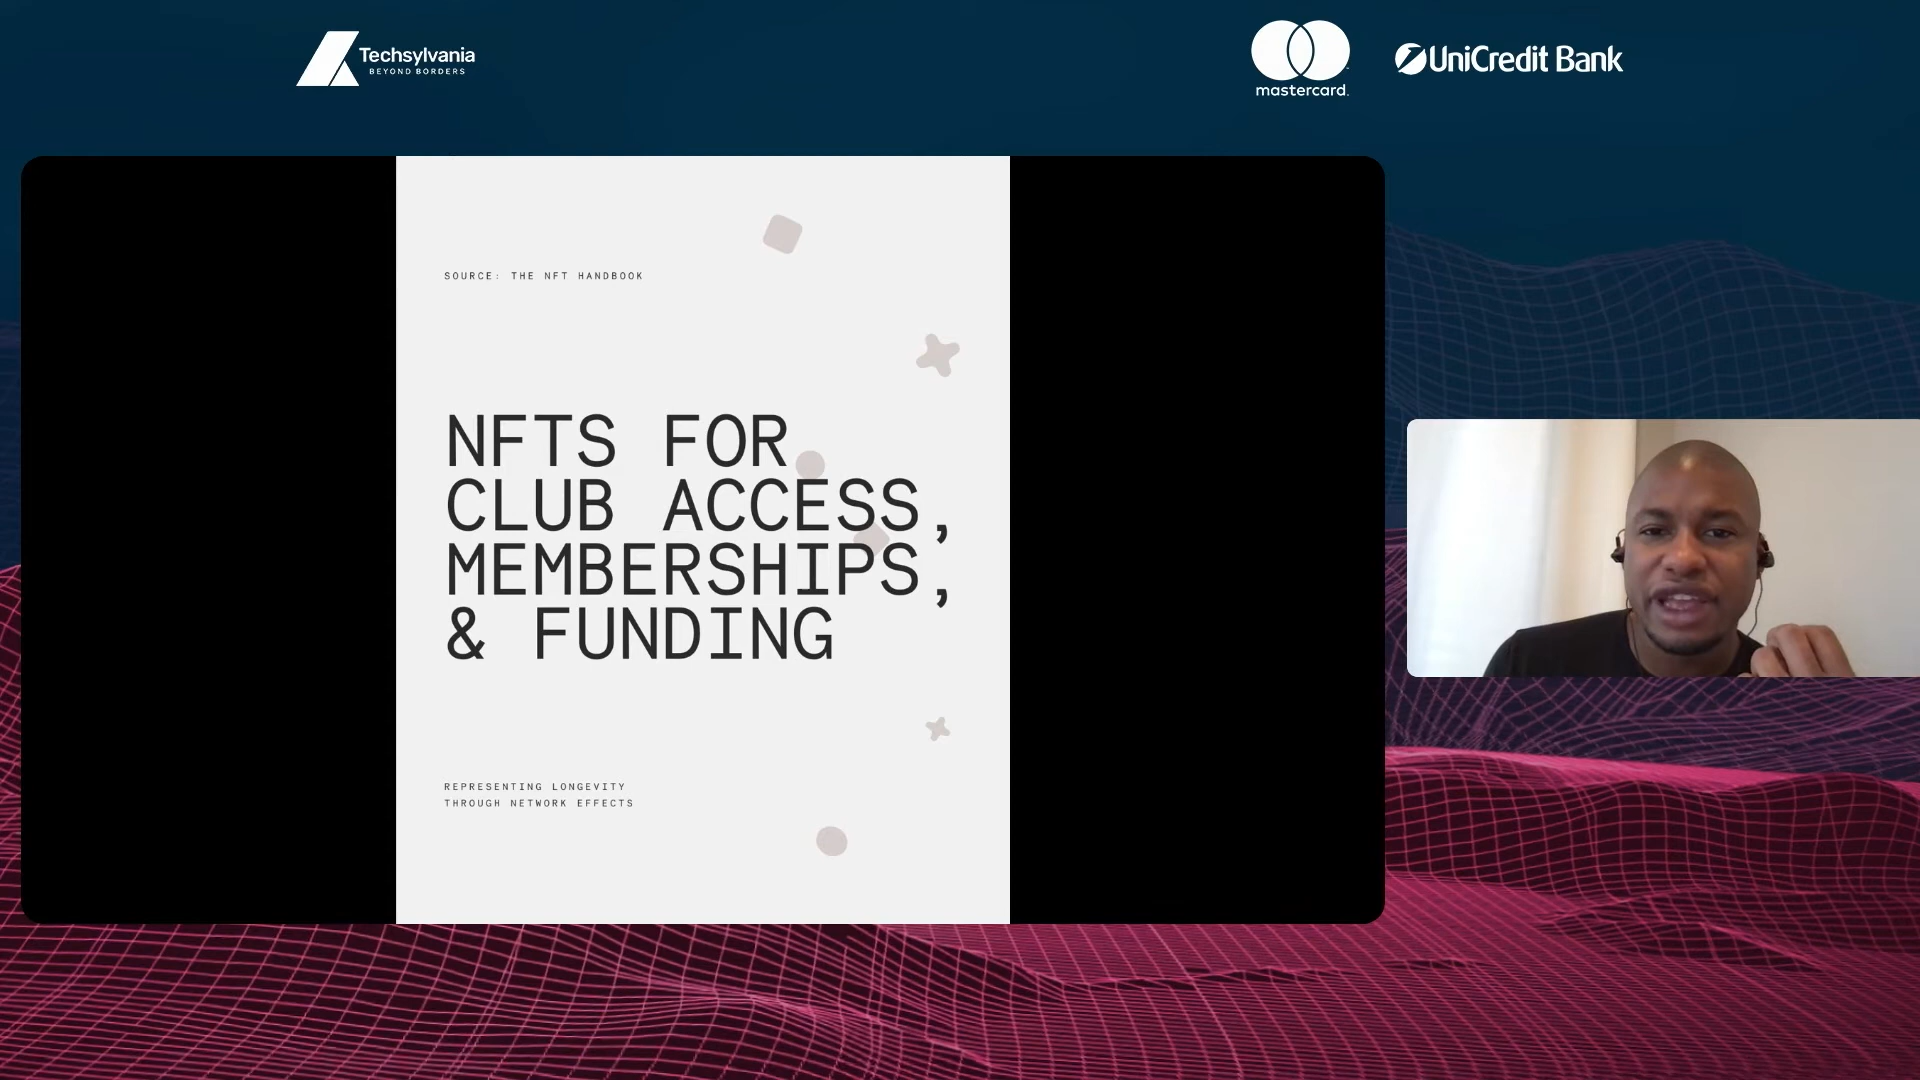 Techsylvania
BEYOND BORDERS
mastercard.
UniCredit Bank
SOURCE: THE NFT HANDBOOK
NFTS FOR
CLUB ACCESS,
MEMBERSHIPS,
& FUNDING
REPRESENTING LONGEVITY
THROUGH NETWORK EFFECTS